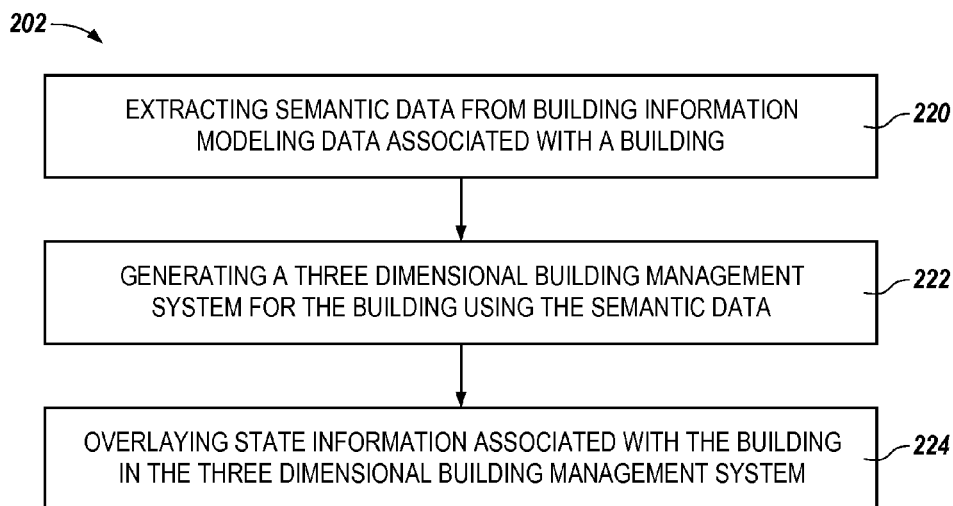 202
EXTRACTING SEMANTIC DATA FROM BUILDING INFORMATION
MODELING DATA ASSOCIATED WITH A BUILDING
220
GENERATING A THREE DIMENSIONAL BUILDING MANAGEMENT
SYSTEM FOR THE BUILDING USING THE SEMANTIC DATA
222
OVERLAYING STATE INFORMATION ASSOCIATED WITH THE BUILDING
IN THE THREE DIMENSIONAL BUILDING MANAGEMENT SYSTEM
224